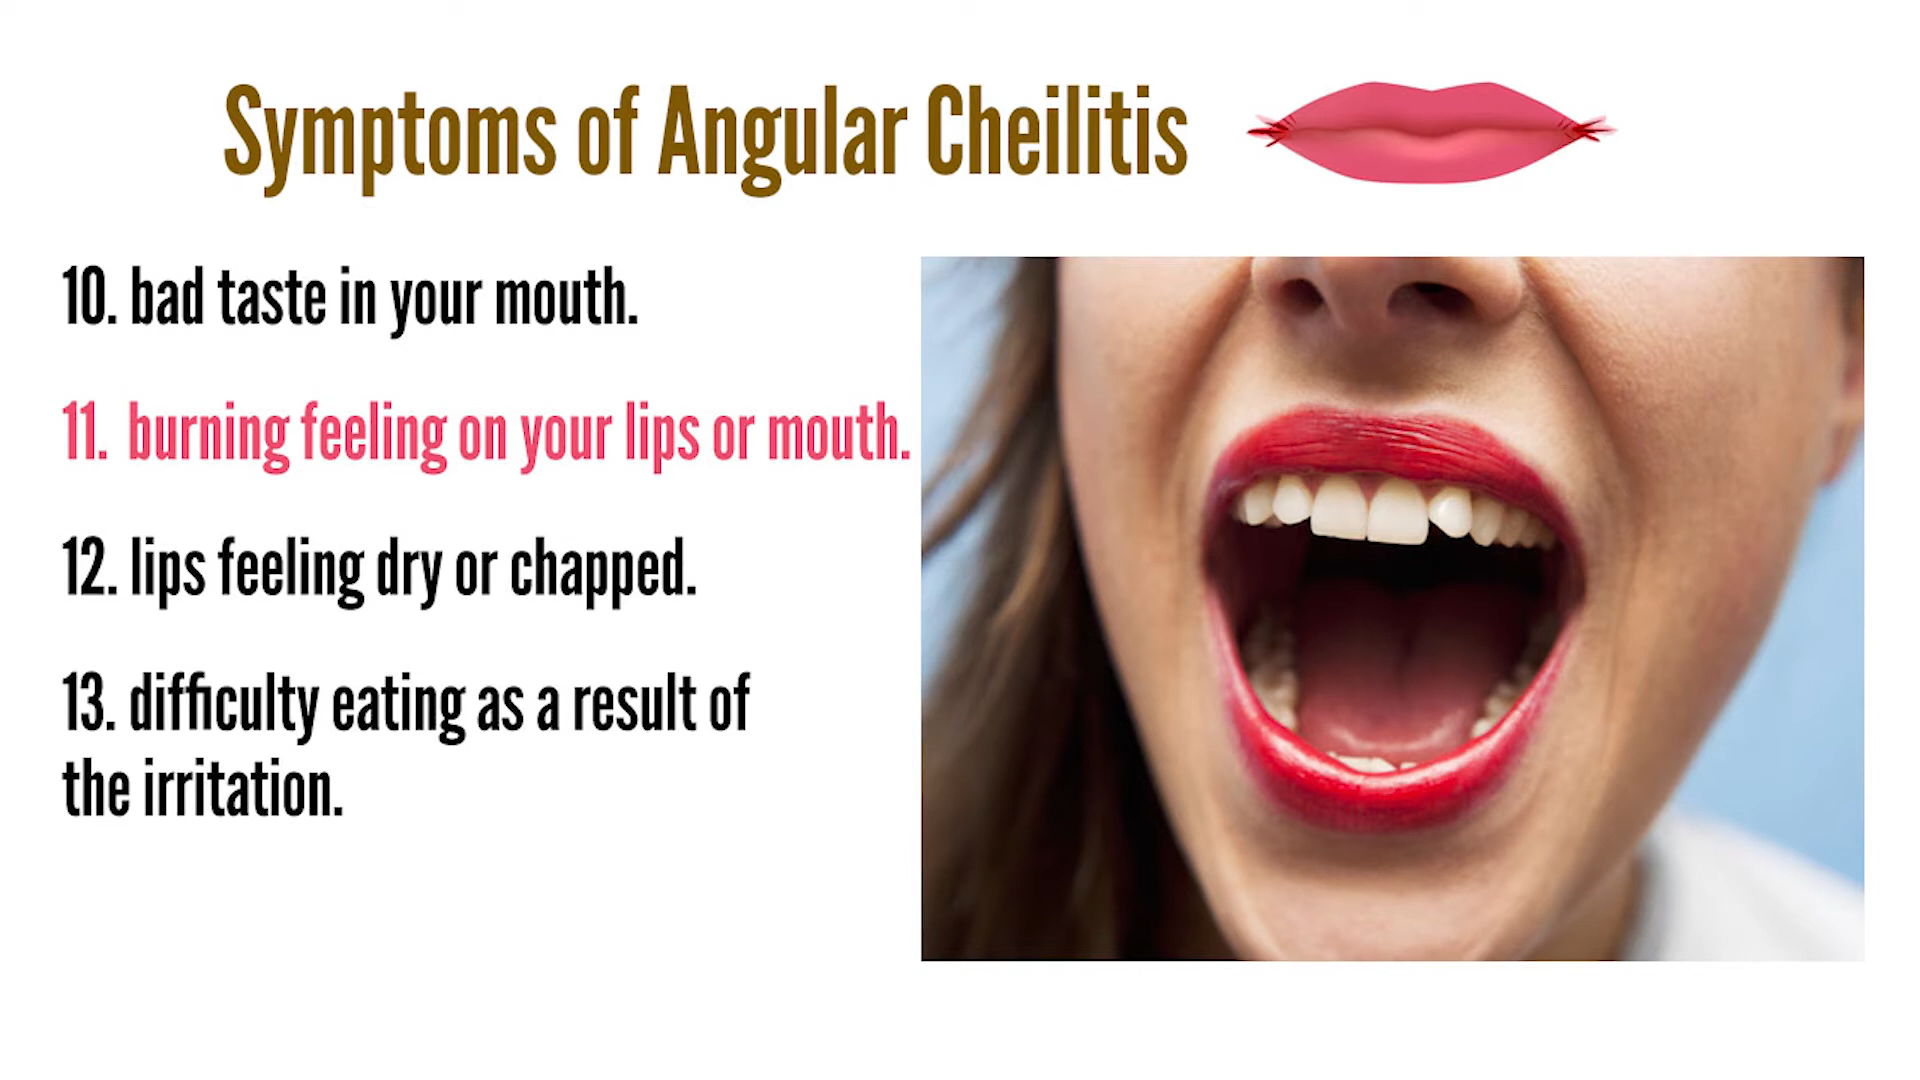 Symptoms of Angular Cheilitis
10. bad taste in your mouth.
11. burning feeling on your lips or mouth.
12. lips feeling dry or chapped.
13. difficulty eating as a result of
the irritation.